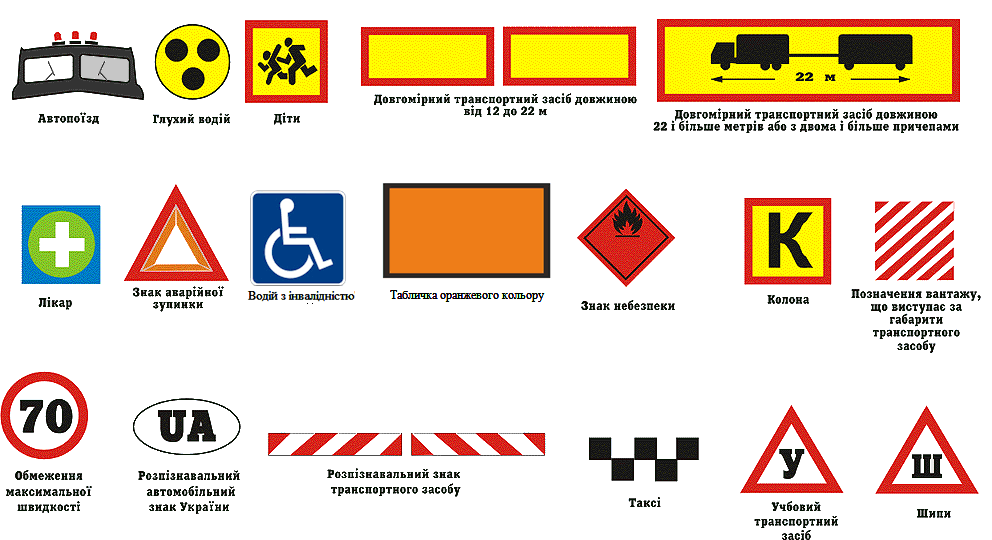 Автопоїзд
Глухий водій
Діти
Довгомірний транспортний засіб довжиною
від 12 до 22 м
22 м
Довгомірний транспортний засіб довжиною
22 і більше метрів або з двома і більше причепами
Лікар
Знак аварійної
зупинки
Водій з інвалідністю
Табличка оранжевого кольору
Знак небезпеки
К
Колона
Позначення вантажу,
що виступає за
габарити
транспортного
засобу
70
Обмеження
максимальної
швидкості
UA
Розпізнавальний
автомобільний
знак України
Розпізнавальний знак
транспортного засобу
Таксі
У
Учбовий
транспортний
засіб
Ш
Шипи